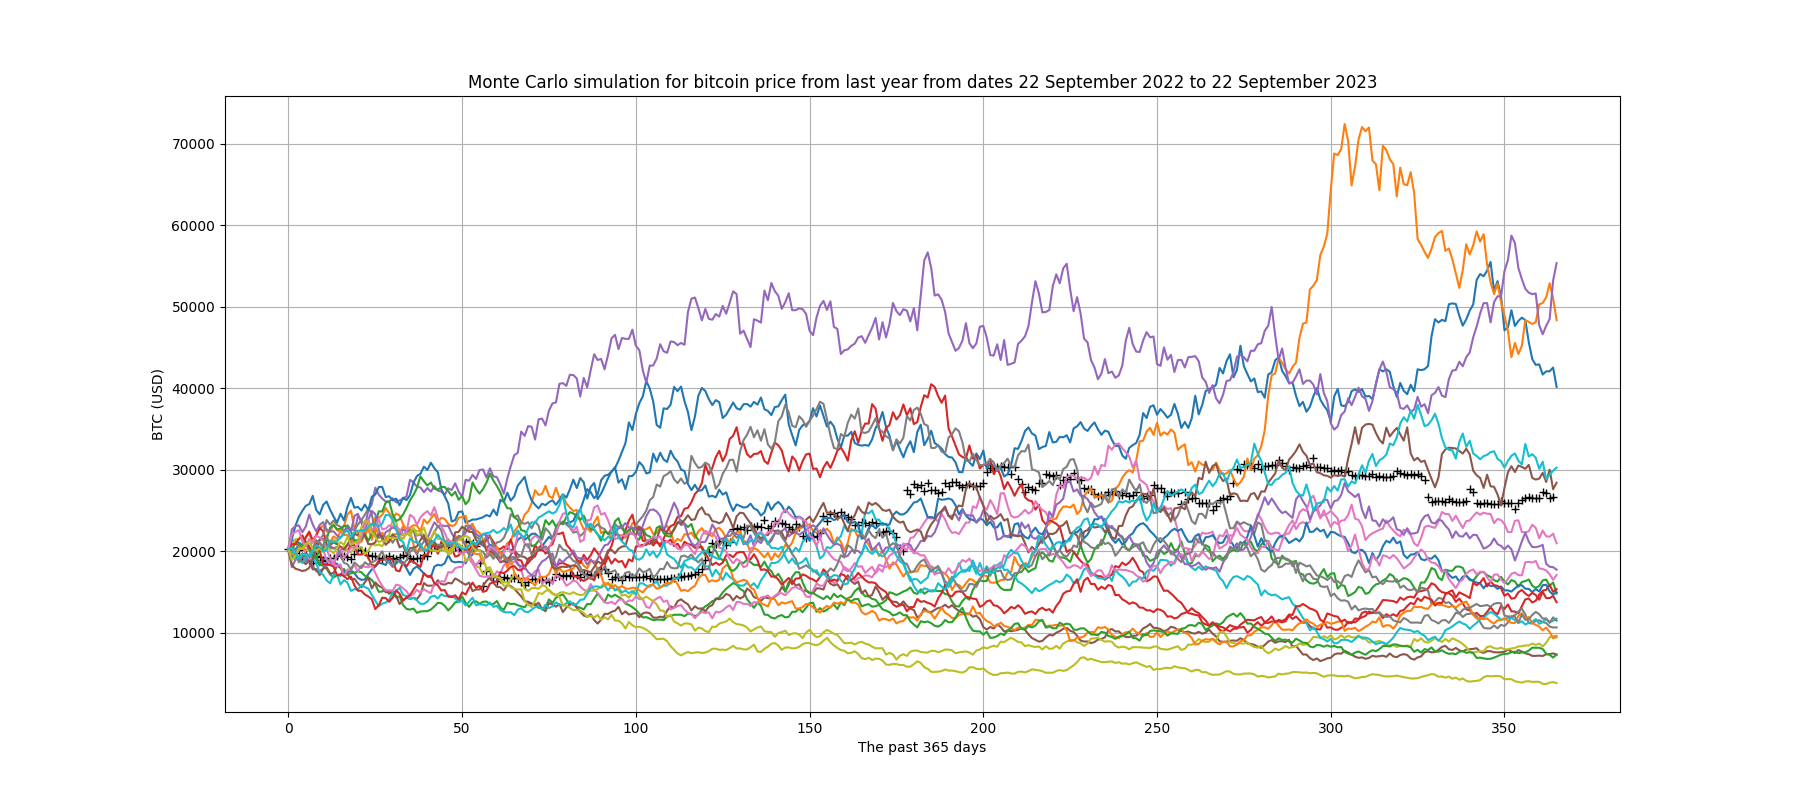 Monte Carlo simulation for bitcoin price from last year from dates 22 September 2022 to 22 September 2023
BTC (USD)
70000
60000
50000
40000
30000
20000
10000
0 50 100 150 200 250 300 350
The past 365 days